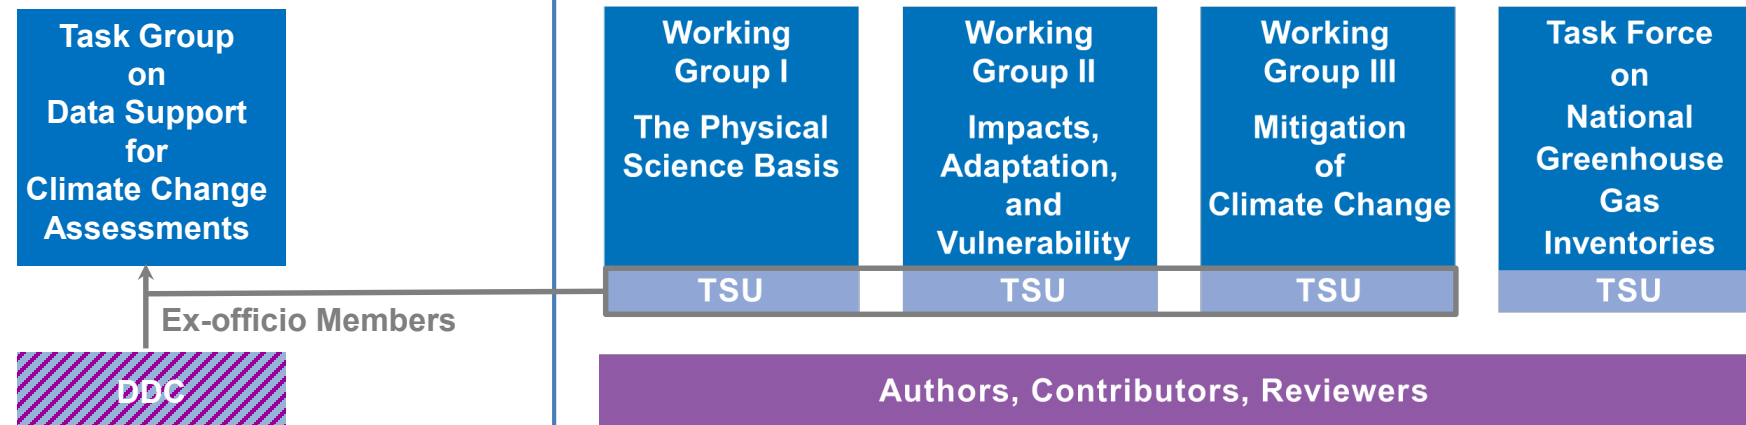 Task Group
on
Data Support
for
Climate Change
Assessments
Working
Group I
The Physical
Science Basis
Working
Group II
Impacts,
Adaptation,
and
Vulnerability
Working
Group III
Mitigation
of
Climate Change
Task Force
on
National
Greenhouse
Gas
Inventories
TSU
TSU
TSU
TSU
Ex-officio Members
DDC
Authors, Contributors, Reviewers